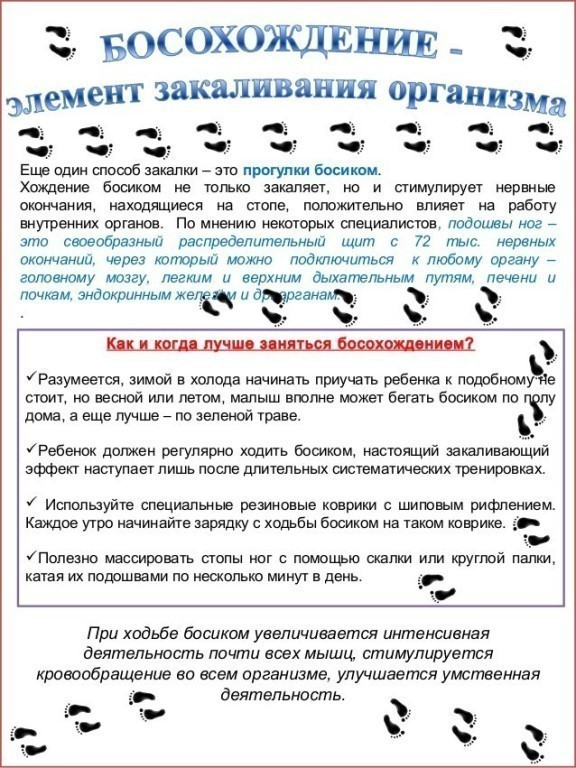 БОСОХОЖДЕНИЕ -
элемент закаливания организма
Еще один способ закалки – это прогулки босиком.
Хождение босиком не только закаляет, но и стимулирует нервные
окончания, находящиеся на стопе, положительно влияет на работу
внутренних органов. По мнению некоторых специалистов, подошвы ног –
это своеобразный распределительный щит с 72 тыс. нервных
окончаний, через который можно подключиться к любому органу –
головному мозгу, легким и верхним дыхательным путям, печени и
почкам, эндокринным железам и др. органам.
.
Как и когда лучше заняться босохождением?
✓Разумеется, зимой в холода начинать приучать ребенка к подобному не
стоит, но весной или летом, малыш вполне может бегать босиком по полу
дома, а еще лучше – по зеленой траве.
✓Ребенок должен регулярно ходить босиком, настоящий закаливающий
эффект наступает лишь после длительных систематических тренировках.
✓ Используйте специальные резиновые коврики с шиповым рифлением.
Каждое утро начинайте зарядку с ходьбы босиком на таком коврике.
✓Полезно массировать стопы ног с помощью скалки или круглой палки,
катая их подошвами по несколько минут в день.
При ходьбе босиком увеличивается интенсивная
деятельность почти всех мышц, стимулируется
кровообращение во всем организме, улучшается умственная
деятельность.